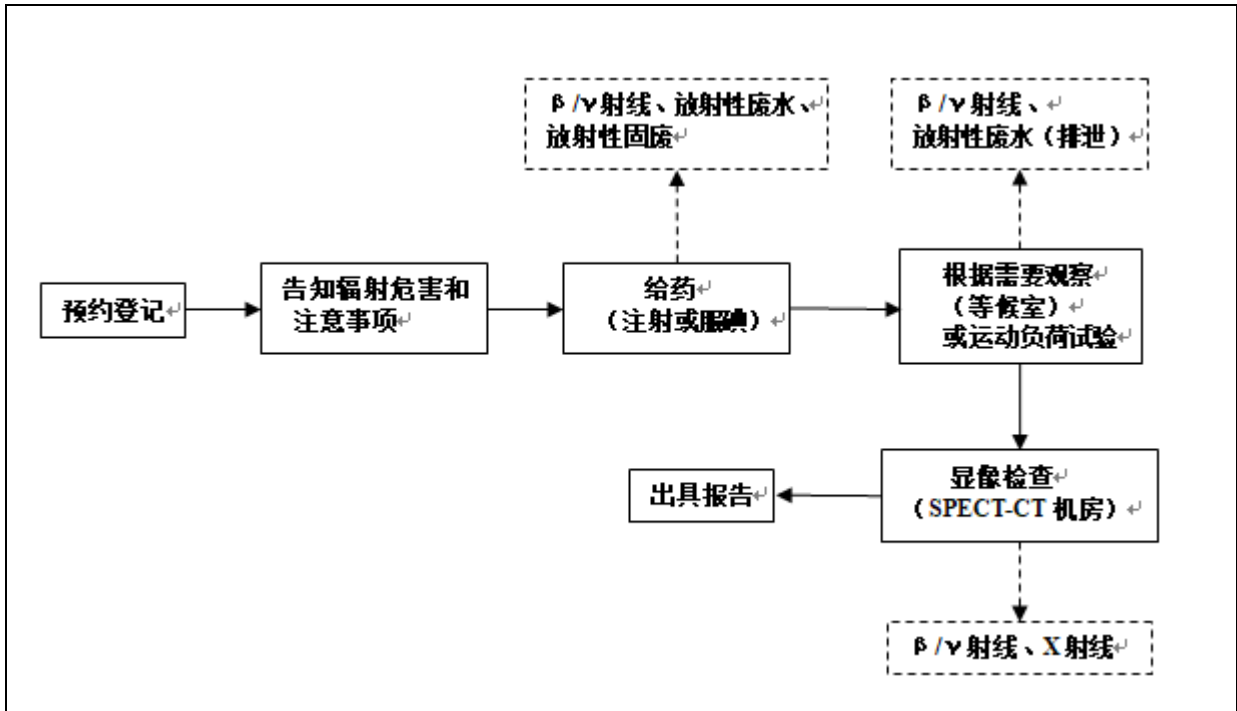 β/γ射线、放射性废水、
放射性固废
β/γ射线、
放射性废水（排泄）
预约登记
告知辐射危害和
注意事项
给药
（注射或服碘）
根据需要观察
（等候室）
或运动负荷试验
出具报告
显像检查
（SPECT-CT 机房）
β/γ射线、X射线